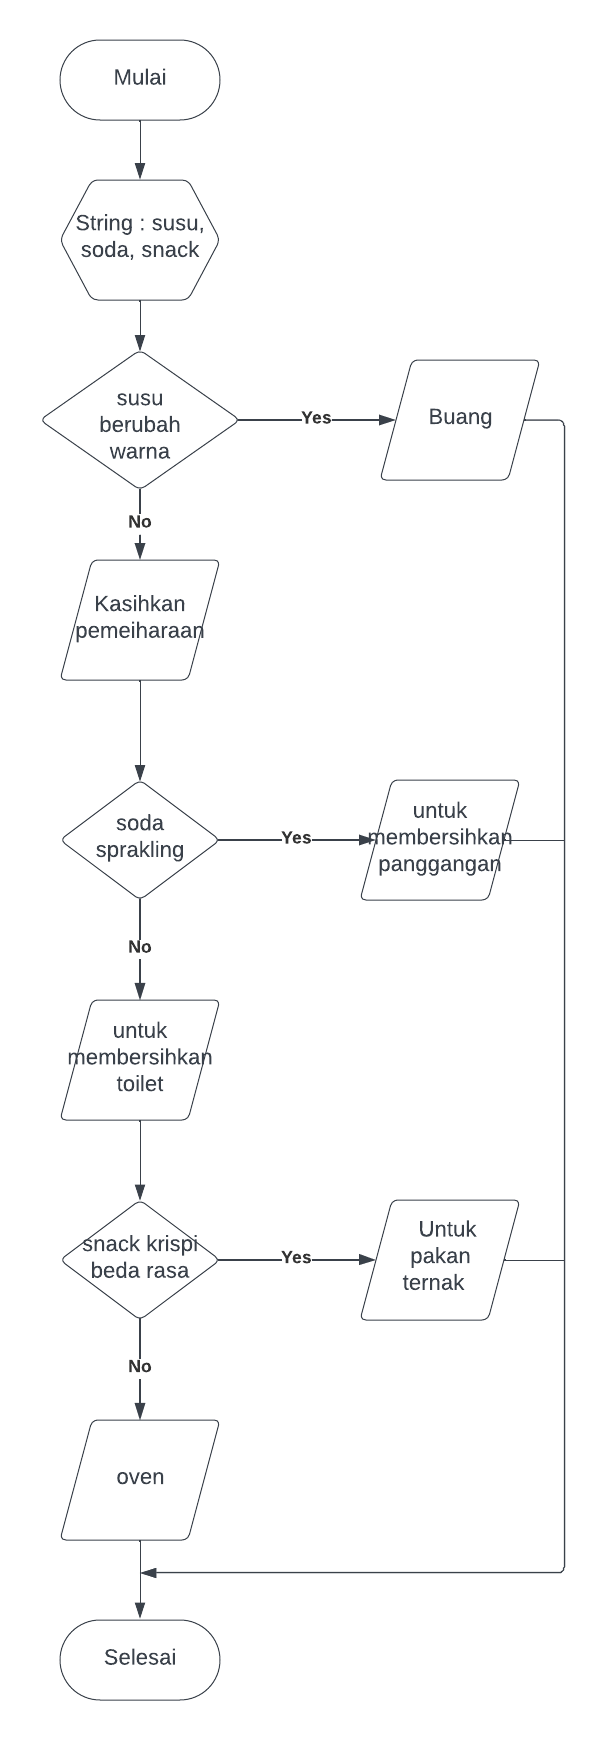 Mulai
String : susu,
soda, snack
susu
berubah
warna
Yes
Buang
No
Kasihkan
pemeiharaan
soda
sprakling
Yes
untuk
membersihkan
panggangan
No
untuk
membersihkan
toilet
snack krispi
beda rasa
Yes
Untuk
pakan
ternak
No
oven
Selesai